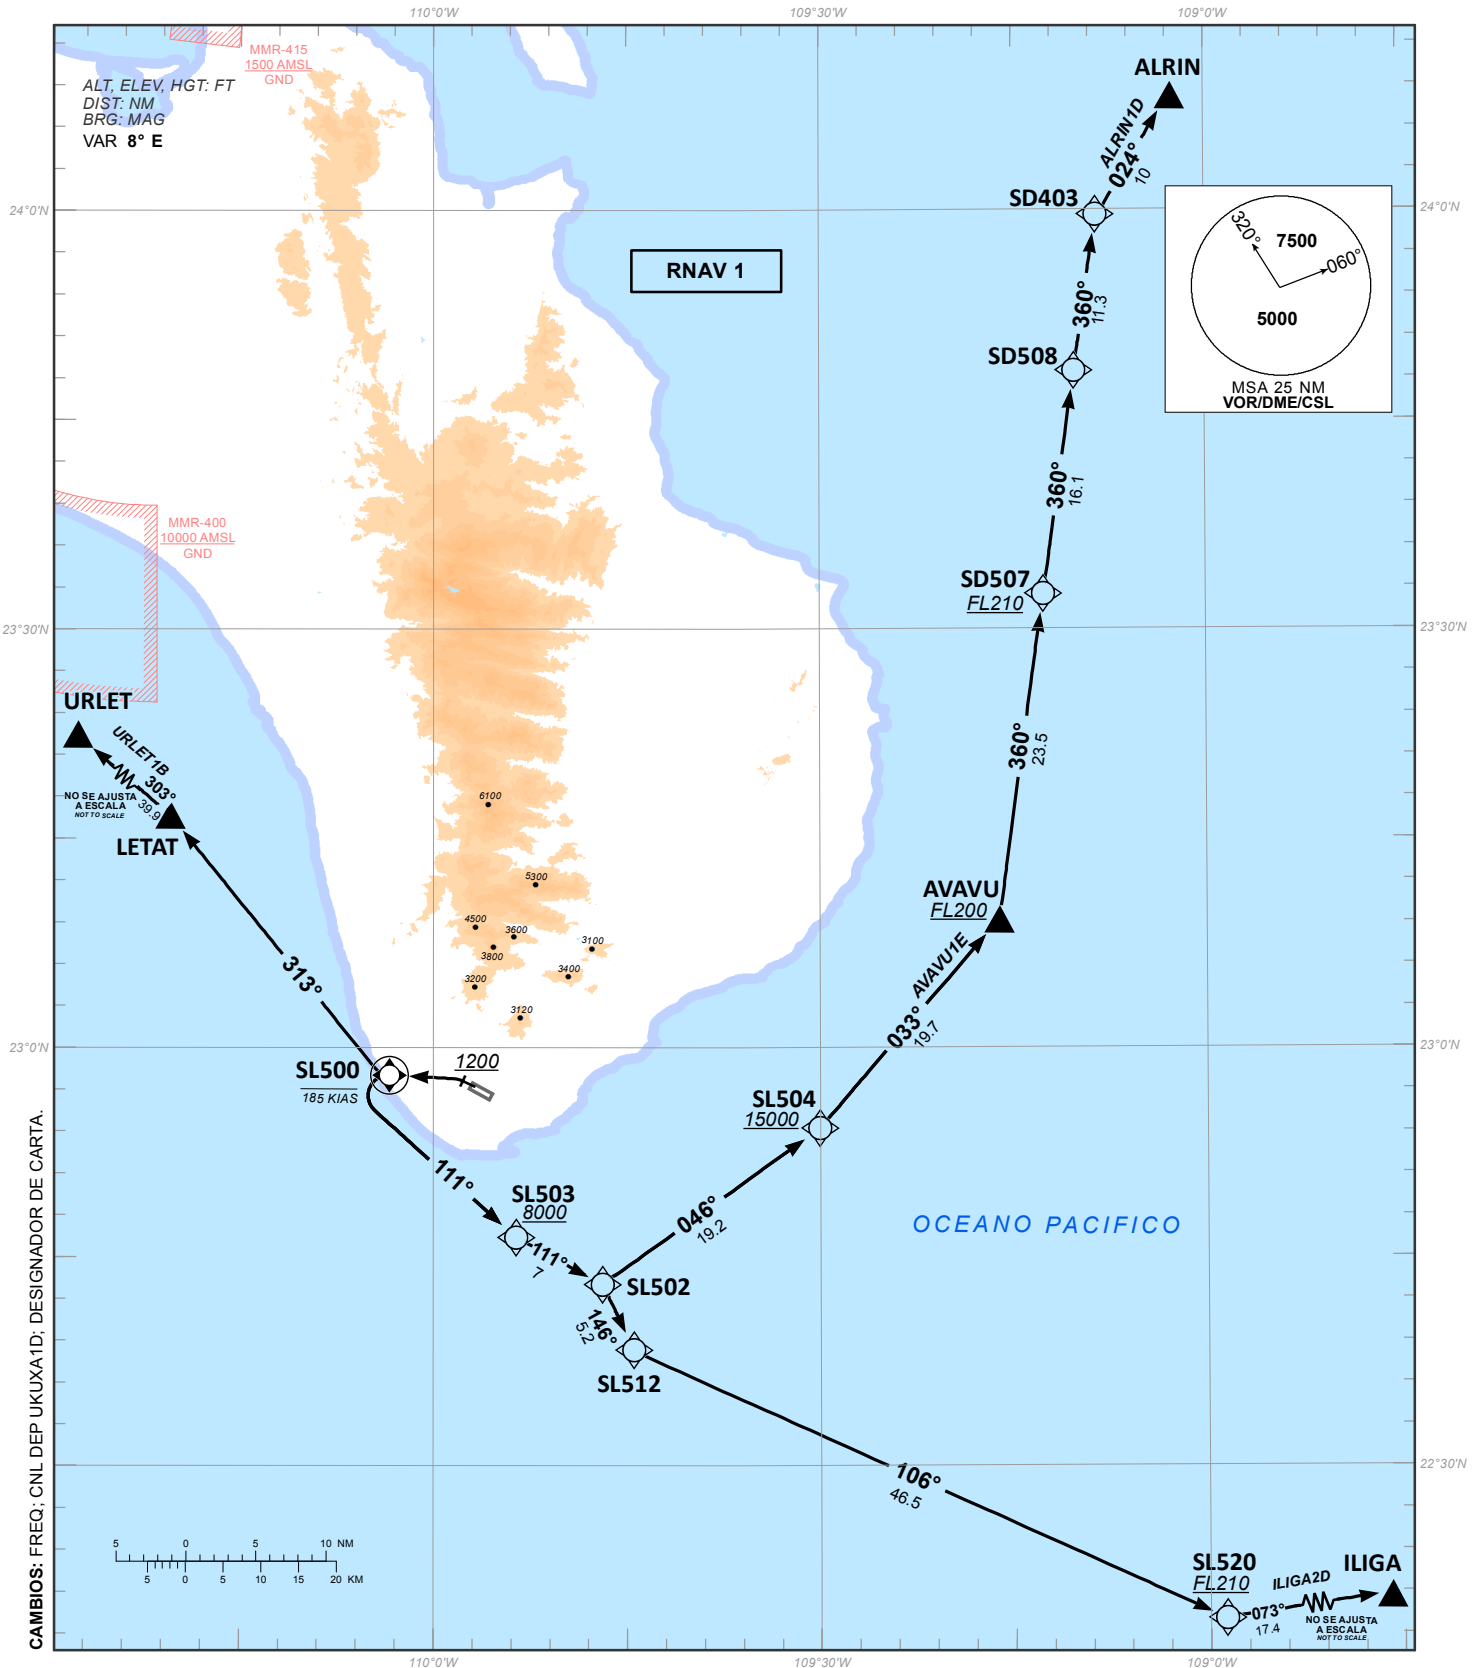 110°0'W
109°30'W
109°0'W
MMR-415
1500 AMSL
GND
ALT, ELEV, HGT: FT
DIST: NM
BRG: MAG
VAR 8° E
ALRIN
ALRIN1D
024°
10
SD403
24°0'N
24°0'N
RNAV 1
320°
7500
060°
5000
MSA 25 NM
VOR/DME/CSL
360°
11.3
SD508
360°
16.1
MMR-400
10000 AMSL
GND
SD507
FL210
23°30'N
23°30'N
URLET
URLET1B
303°
39.9
NO SE AJUSTA
A ESCALA
NOT TO SCALE
LETAT
360°
23.5
6100
5300
4500
3600
3800
3100
3400
3200
3120
AVAVU
FL200
AVAVU1E
033°
19.7
313°
23°0'N
23°0'N
SL500
185 KIAS
1200
SL504
15000
111°
SL503
8000
111°
7
046°
19.2
OCEANO PACIFICO
SL502
146°
5.2
SL512
106°
46.5
22°30'N
SL520
FL210
ILIGA2D
ILIGA
073°
17.4
NO SE AJUSTA
A ESCALA
NOT TO SCALE
5 0 5 10 NM
5 0 5 10 15 20 KM
CAMBIOS: FREQ; CNL DEP UKUXA1D; DESIGNADOR DE CARTA.
110°0'W
109°30'W
109°0'W